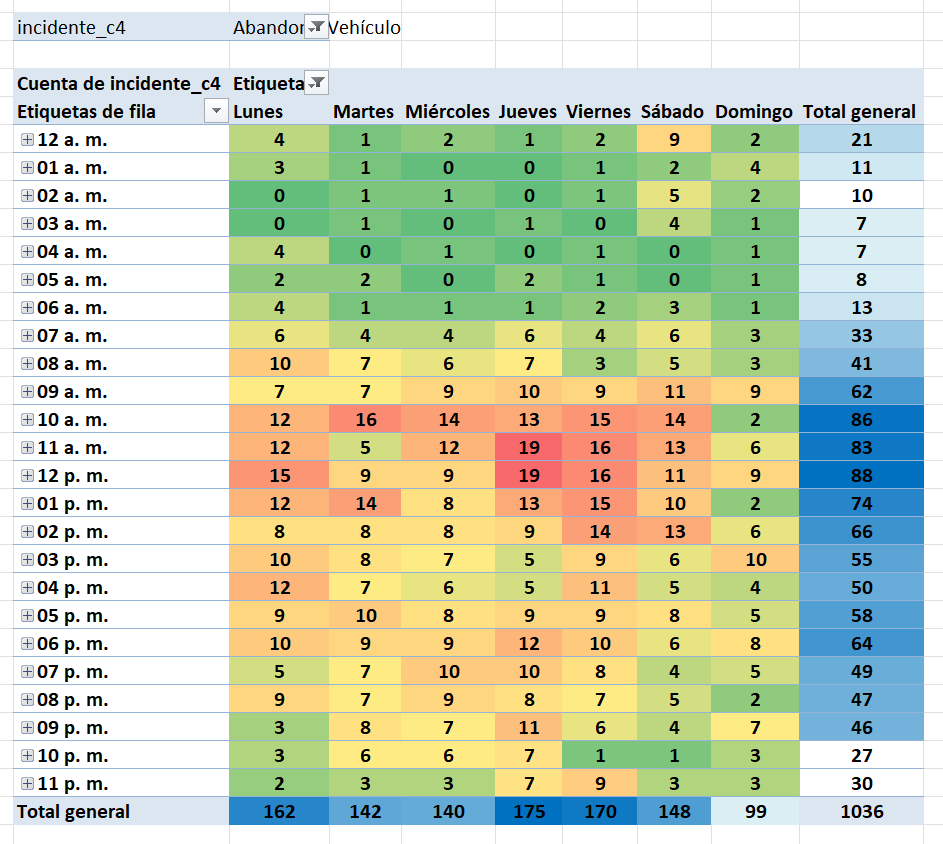 incidente_c4 Abandon Vehículo
Cuenta de incidente_c4 Etiqueta
Etiquetas de fila Lunes Martes Miércoles Jueves Viernes Sábado Domingo Total general
12 a. m. 4 1 2 1 2 9 2 21
01 a. m. 3 1 0 0 1 2 4 11
02 a. m. 0 1 1 0 1 5 2 10
03 a. m. 0 1 0 1 0 4 1 7
04 a. m. 4 0 1 0 1 0 1 7
05 a. m. 2 2 0 2 1 0 1 8
06 a. m. 4 1 1 1 2 3 1 13
07 a. m. 6 4 4 6 4 6 3 33
08 a. m. 10 7 6 7 3 5 3 41
09 a. m. 7 7 9 10 9 11 9 62
10 a. m. 12 16 14 13 15 14 2 86
11 a. m. 12 5 12 19 16 13 6 83
12 p. m. 15 9 9 19 16 11 9 88
01 p. m. 12 14 8 13 15 10 2 74
02 p. m. 8 8 8 9 14 13 6 66
03 p. m. 10 8 7 5 9 6 10 55
04 p. m. 12 7 6 5 11 5 4 50
05 p. m. 9 10 8 9 9 8 5 58
06 p. m. 10 9 9 12 10 6 8 64
07 p. m. 5 7 10 10 8 4 5 49
08 p. m. 9 7 9 8 7 5 2 47
09 p. m. 3 8 7 11 6 4 7 46
10 p. m. 3 6 6 7 1 1 3 27
11 p. m. 2 3 3 7 9 3 3 30
Total general 162 142 140 175 170 148 99 1036